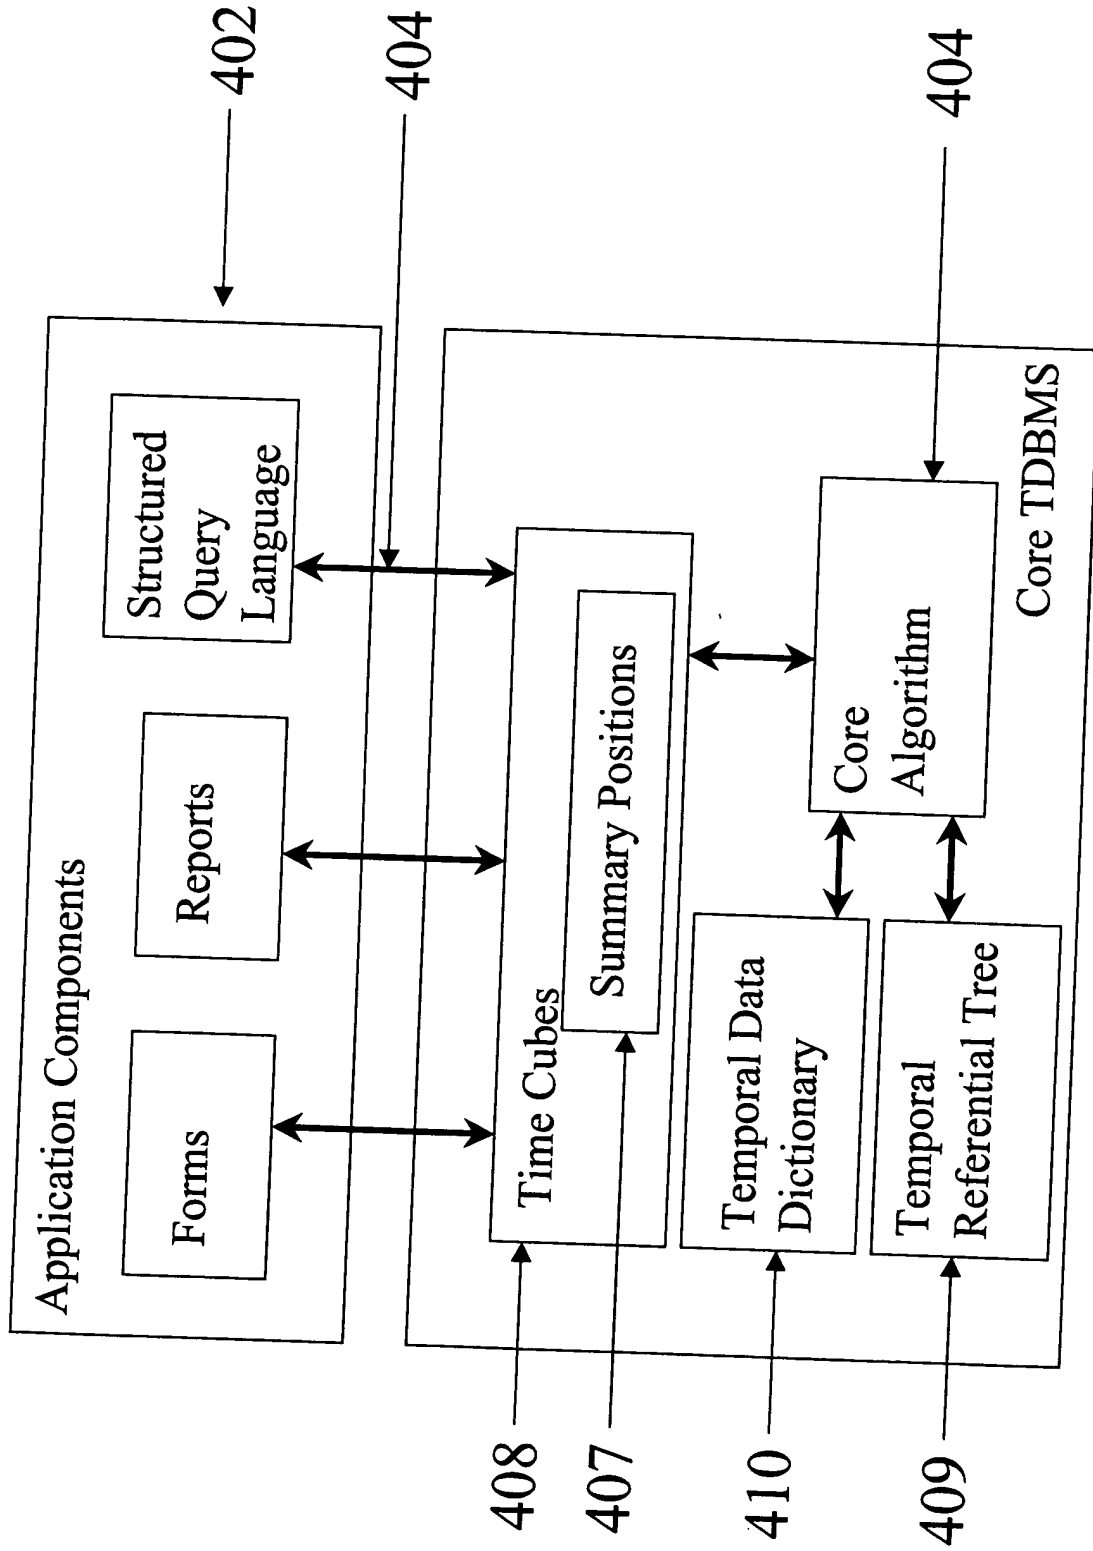 402
404
Application Components
Forms
Reports
Structured
Query
Language
408
Time Cubes
407
Summary Positions
410
Temporal Data
Dictionary
Core
Algorithm
404
409
Temporal
Referential Tree
Core TDBMS